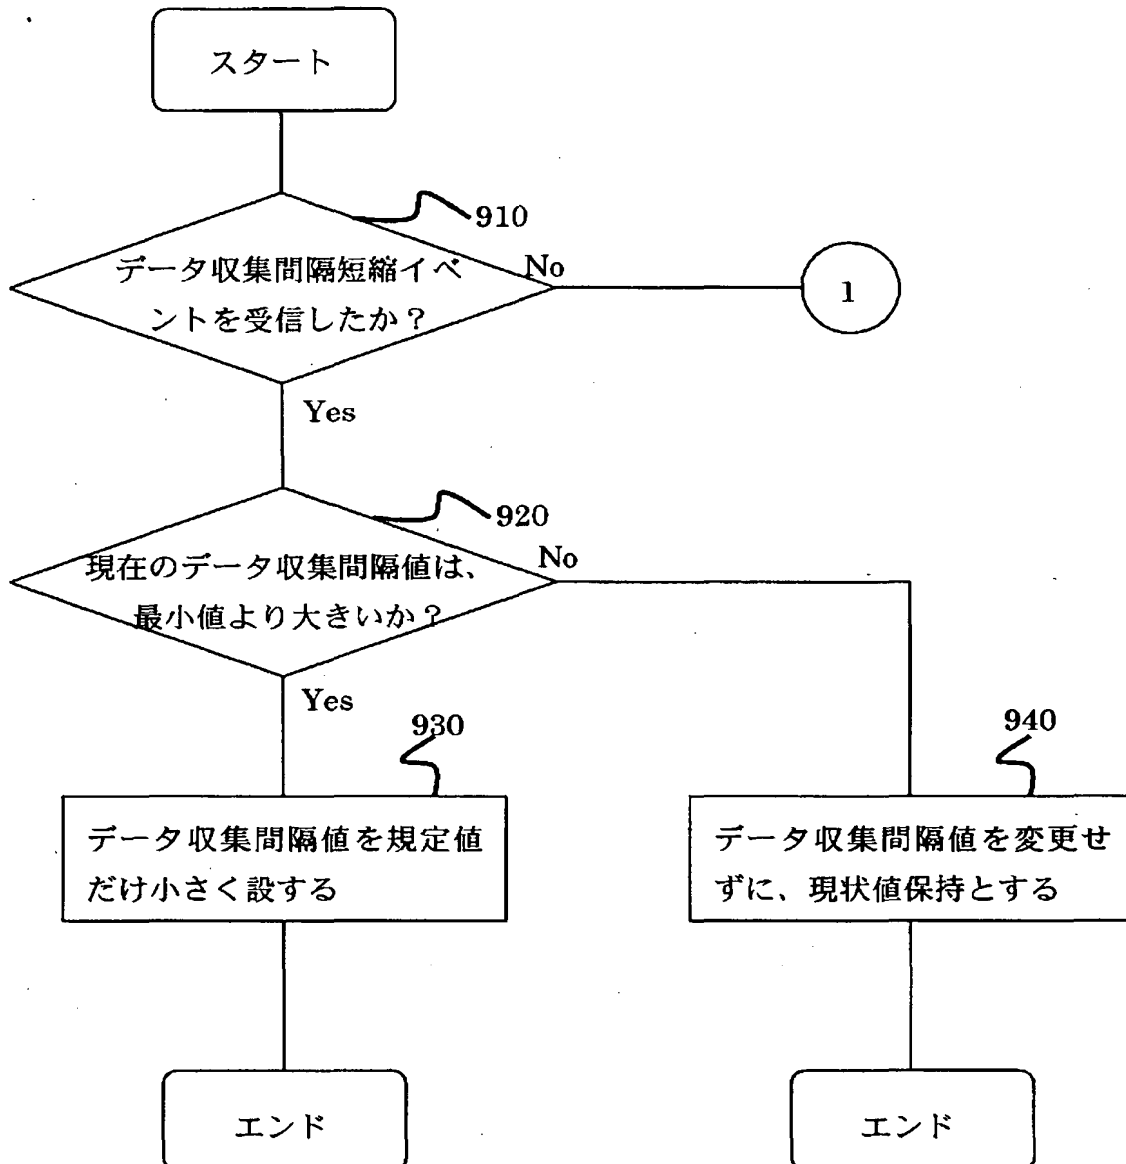 スタート
910
データ収集間隔短縮イベ
ントを受信したか？
No
1
Yes
920
現在のデータ収集間隔値は、
最小値より大きいか？
No
Yes
930
データ収集間隔値を規定値
だけ小さく設する
940
データ収集間隔値を変更せ
ずに、現状値保持とする
エンド
エンド